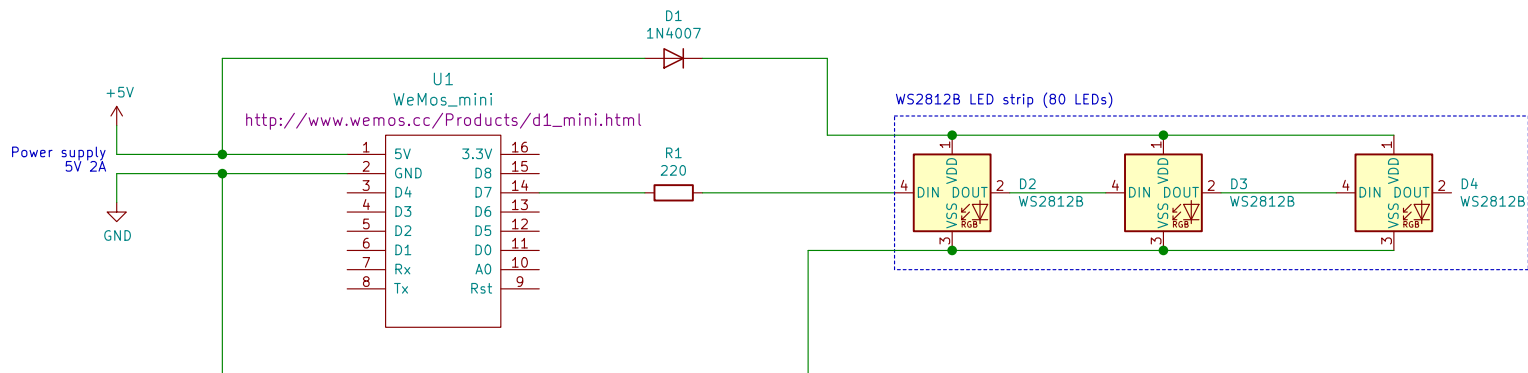 D1
1N4007
U1
WeMos_mini
http://www.wemos.cc/Products/d1_mini.html
+5V
Power supply
5V 2A
GND
1 5V 3.3V 16
2 GND D8 15
3 D4 D7 14
4 D3 D6 13
5 D2 D5 12
6 D1 D0 11
7 Rx A0 10
8 Tx Rst 9
R1
220
WS2812B LED strip (80 LEDs)
1
VDD
4 DIN DOUT 2
VSS
RGB
3
D2
WS2812B
1
VDD
4 DIN DOUT 2
VSS
RGB
3
D3
WS2812B
1
VDD
4 DIN DOUT 2
VSS
RGB
3
D4
WS2812B